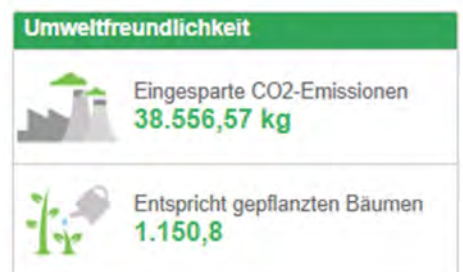 Umweltfreundlichkeit
Eingesparte CO2-Emissionen
38.556,57 kg
Entspricht gepflanzten Bäumen
1.150,8